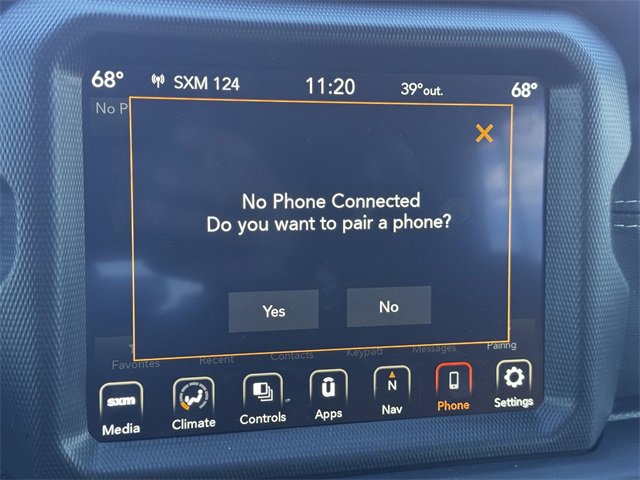 68° SXM 124 11:20 39°out. 68°
No P
No Phone Connected
Do you want to pair a phone?
Yes No
Favorites Recent Contacts Keypad Messages Pairing
sxm N
Media Climate Controls Apps Nav Phone Settings